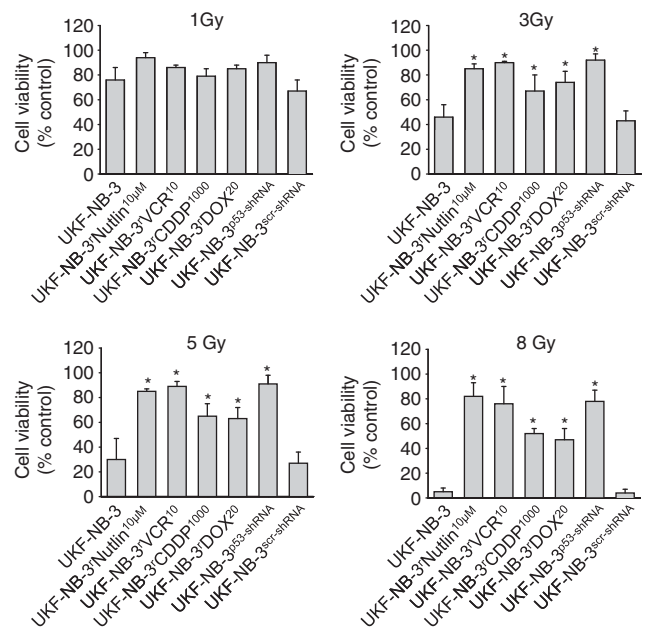 1Gy
Cell viability
(% control)
120
100
80
60
40
20
0
UKF-NB-3
UKF-NB-3ʳNutlin¹⁰μM
UKF-NB-3ʳVCR¹⁰
UKF-NB-3ʳCDDP¹⁰⁰⁰
UKF-NB-3ʳDOX²⁰
UKF-NB-3p53-shRNA
UKF-NB-3scr-shRNA
3Gy
Cell viability
(% control)
120
100
80
60
40
20
0
* * * * *
UKF-NB-3
UKF-NB-3ʳNutlin¹⁰μM
UKF-NB-3ʳVCR¹⁰
UKF-NB-3ʳCDDP¹⁰⁰⁰
UKF-NB-3ʳDOX²⁰
UKF-NB-3p53-shRNA
UKF-NB-3scr-shRNA
5 Gy
Cell viability
(% control)
120
100
80
60
40
20
0
* * * * *
UKF-NB-3
UKF-NB-3ʳNutlin¹⁰μM
UKF-NB-3ʳVCR¹⁰
UKF-NB-3ʳCDDP¹⁰⁰⁰
UKF-NB-3ʳDOX²⁰
UKF-NB-3p53-shRNA
UKF-NB-3scr-shRNA
8 Gy
Cell viability
(% control)
120
100
80
60
40
20
0
* * * * *
UKF-NB-3
UKF-NB-3ʳNutlin¹⁰μM
UKF-NB-3ʳVCR¹⁰
UKF-NB-3ʳCDDP¹⁰⁰⁰
UKF-NB-3ʳDOX²⁰
UKF-NB-3p53-shRNA
UKF-NB-3scr-shRNA